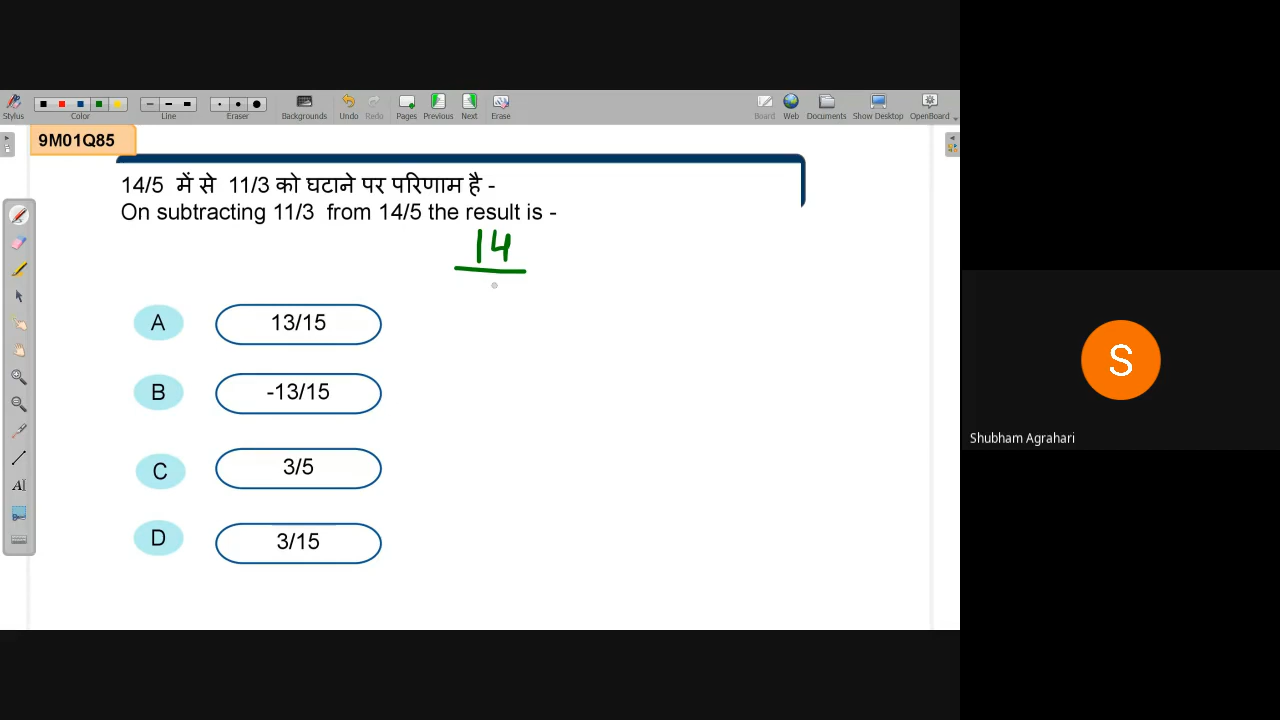 Stylus
Color
Line
Eraser
Backgrounds
Undo
Redo
Pages
Previous
Next
Erase
Board
Web
Documents
Show Desktop
OpenBoard
9M01Q85
14/5 में से 11/3 को घटाने पर परिणाम है -
On subtracting 11/3 from 14/5 the result is -
14
A 13/15
B -13/15
C 3/5
D 3/15
S
Shubham Agrahari